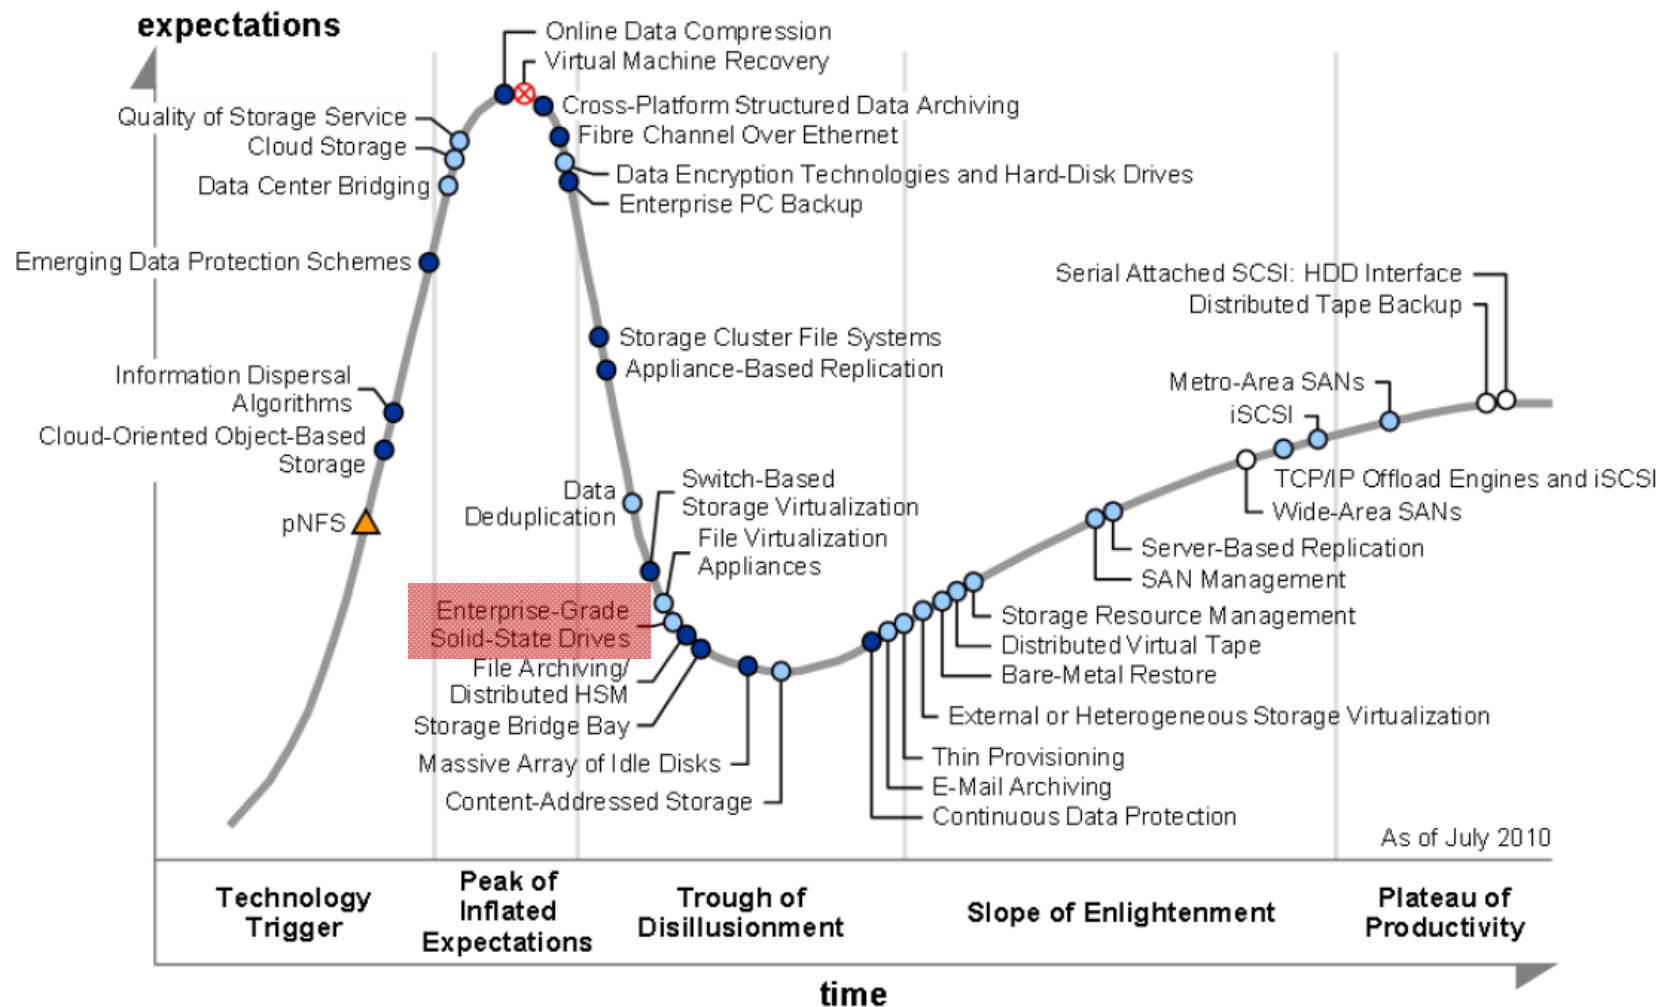 expectations
Online Data Compression
Virtual Machine Recovery
Cross-Platform Structured Data Archiving
Quality of Storage Service
Fibre Channel Over Ethernet
Cloud Storage
Data Encryption Technologies and Hard-Disk Drives
Data Center Bridging
Enterprise PC Backup
Emerging Data Protection Schemes
Serial Attached SCSI: HDD Interface
Distributed Tape Backup
Storage Cluster File Systems
Appliance-Based Replication
Information Dispersal
Algorithms
Metro-Area SANs
iSCSI
Cloud-Oriented Object-Based
Storage
TCP/IP Offload Engines and iSCSI
Wide-Area SANs
Switch-Based
Storage Virtualization
Data
Deduplication
pNFS
File Virtualization
Appliances
Server-Based Replication
SAN Management
Enterprise-Grade
Solid-State Drives
Storage Resource Management
Distributed Virtual Tape
Bare-Metal Restore
File Archiving/
Distributed HSM
Storage Bridge Bay
External or Heterogeneous Storage Virtualization
Massive Array of Idle Disks
Thin Provisioning
E-Mail Archiving
Content-Addressed Storage
Continuous Data Protection
As of July 2010
Technology
Trigger
Peak of
Inflated
Expectations
Trough of
Disillusionment
Slope of Enlightenment
Plateau of
Productivity
time